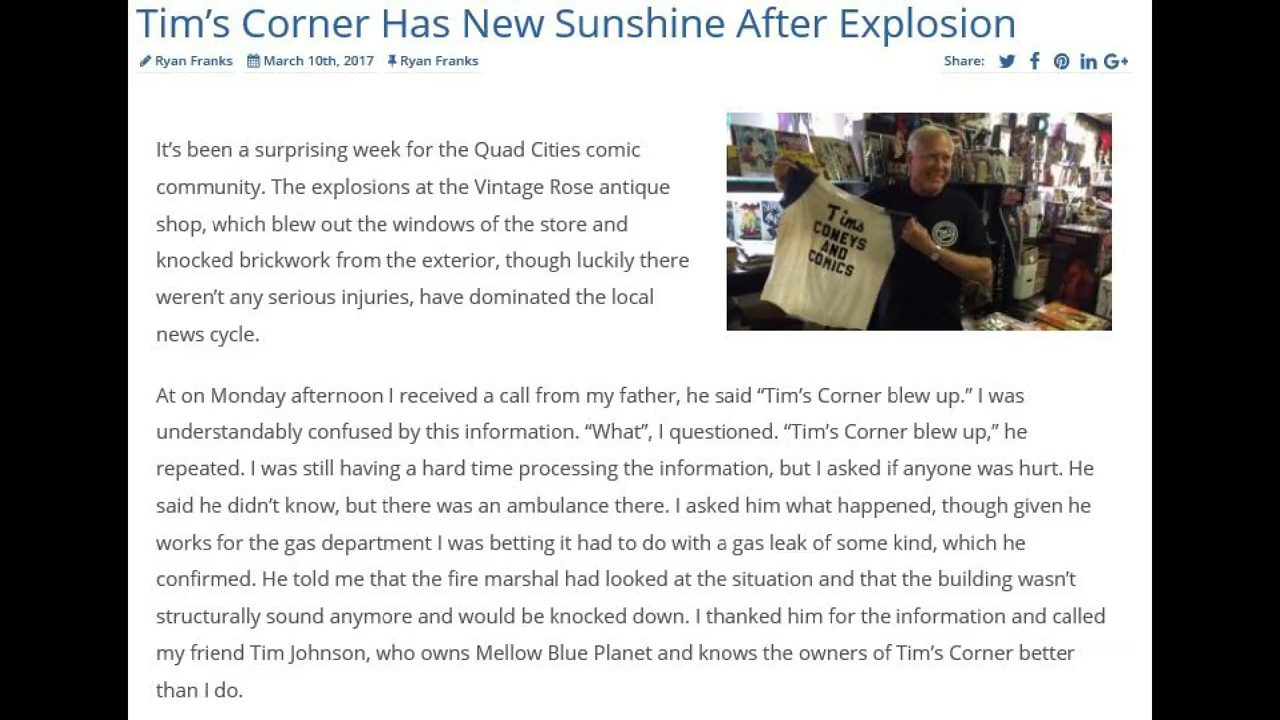 Tim’s Corner Has New Sunshine After Explosion
Ryan Franks March 10th, 2017 Ryan Franks
Share:
It’s been a surprising week for the Quad Cities comic
community. The explosions at the Vintage Rose antique
shop, which blew out the windows of the store and
knocked brickwork from the exterior, though luckily there
weren’t any serious injuries, have dominated the local
news cycle.
Tims
COMEYS
AND
COMICS
At on Monday afternoon I received a call from my father, he said “Tim’s Corner blew up.” I was
understandably confused by this information. “What”, I questioned. “Tim’s Corner blew up,” he
repeated. I was still having a hard time processing the information, but I asked if anyone was hurt. He
said he didn’t know, but there was an ambulance there. I asked him what happened, though given he
works for the gas department I was betting it had to do with a gas leak of some kind, which he
confirmed. He told me that the fire marshal had looked at the situation and that the building wasn’t
structurally sound anymore and would be knocked down. I thanked him for the information and called
my friend Tim Johnson, who owns Mellow Blue Planet and knows the owners of Tim’s Corner better
than I do.